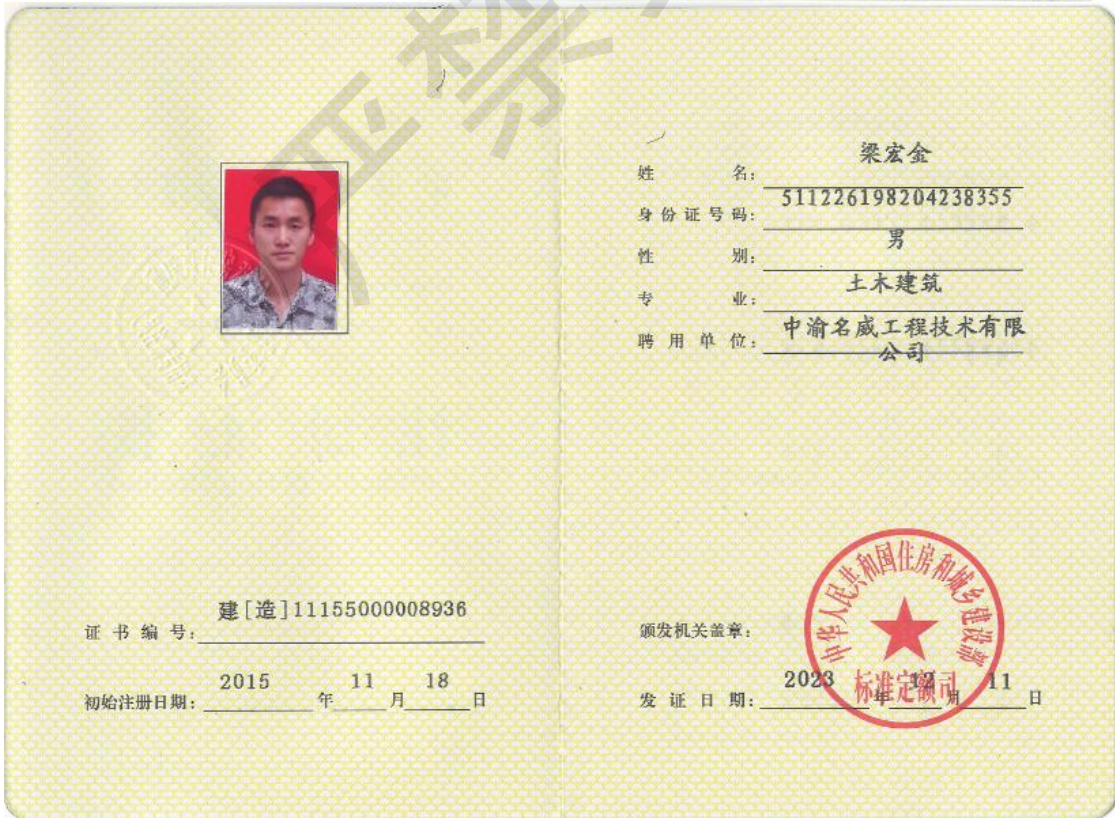 严禁
姓 名: 梁宏金
身份证号码: 511226198204238355
性 别: 男
专 业: 土木建筑
聘用单位: 中渝名威工程技术有限
公司
证书编号: 建[造]11155000008936
初始注册日期: 2015 年 11 月 18 日
颁发机关盖章:
中华人民共和国住房和城乡建设部
标准定额司
发证日期: 2023 年 12 月 11 日